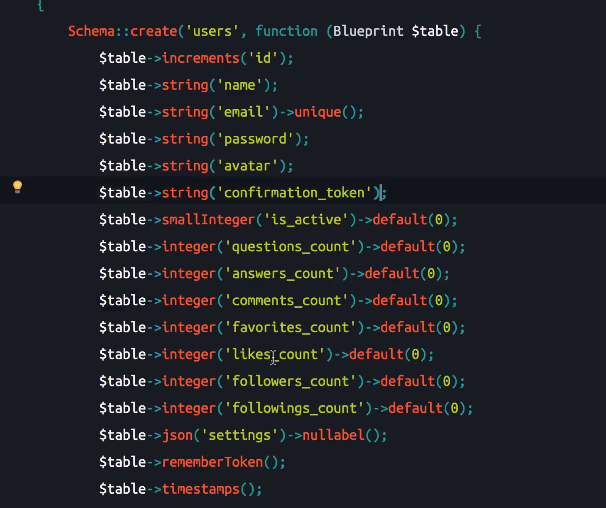 {
Schema::create('users', function (Blueprint $table) {
$table->increments('id');
$table->string('name');
$table->string('email')->unique();
$table->string('password');
$table->string('avatar');
$table->string('confirmation_token');
$table->smallInteger('is_active')->default(0);
$table->integer('questions_count')->default(0);
$table->integer('answers_count')->default(0);
$table->integer('comments_count')->default(0);
$table->integer('favorites_count')->default(0);
$table->integer('likes_count')->default(0);
$table->integer('followers_count')->default(0);
$table->integer('followings_count')->default(0);
$table->json('settings')->nullabel();
$table->rememberToken();
$table->timestamps();